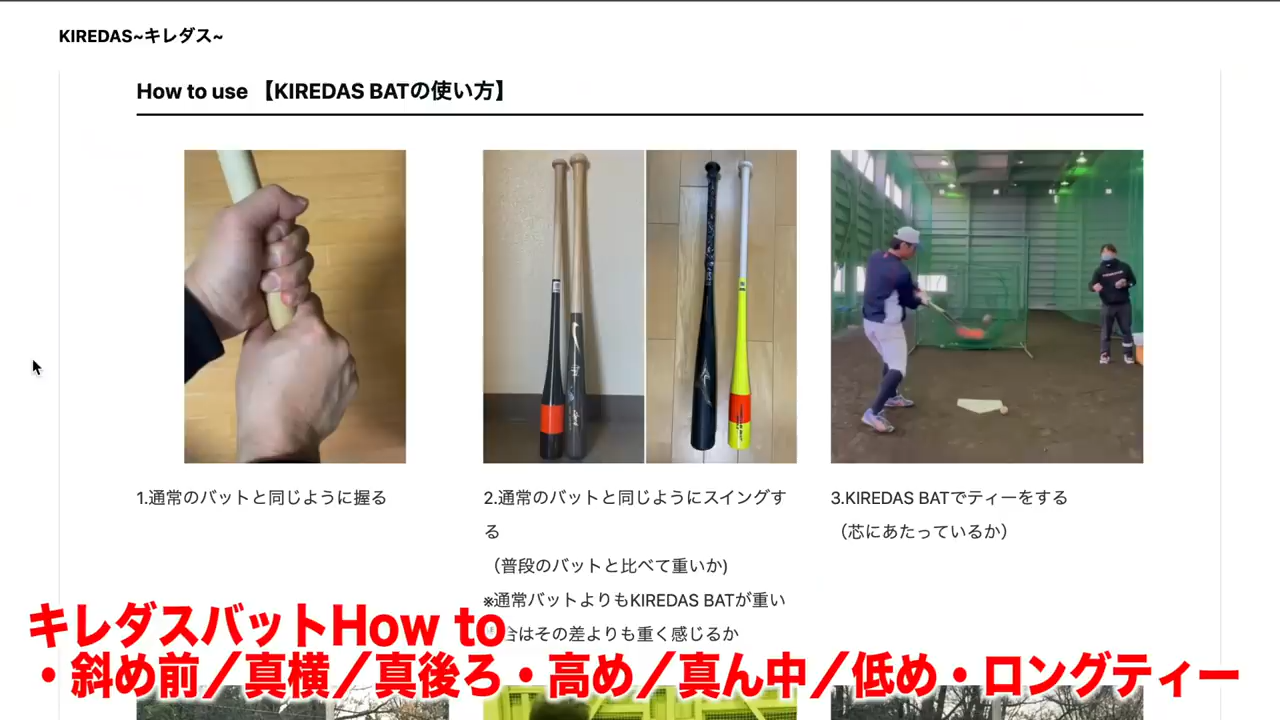 KIREDAS~キレダス~
How to use 【KIREDAS BATの使い方】
1.通常のバットと同じように握る
2.通常のバットと同じようにスイングす
る
（普段のバットと比べて重いか)
※通常バットよりもKIREDAS BATが重い
合はその差よりも重く感じるか
3.KIREDAS BATでティーをする
（芯にあたっているか）
キレダスバットHow to
・斜め前／真横／真後ろ・高め／真ん中／低め・ロングティー